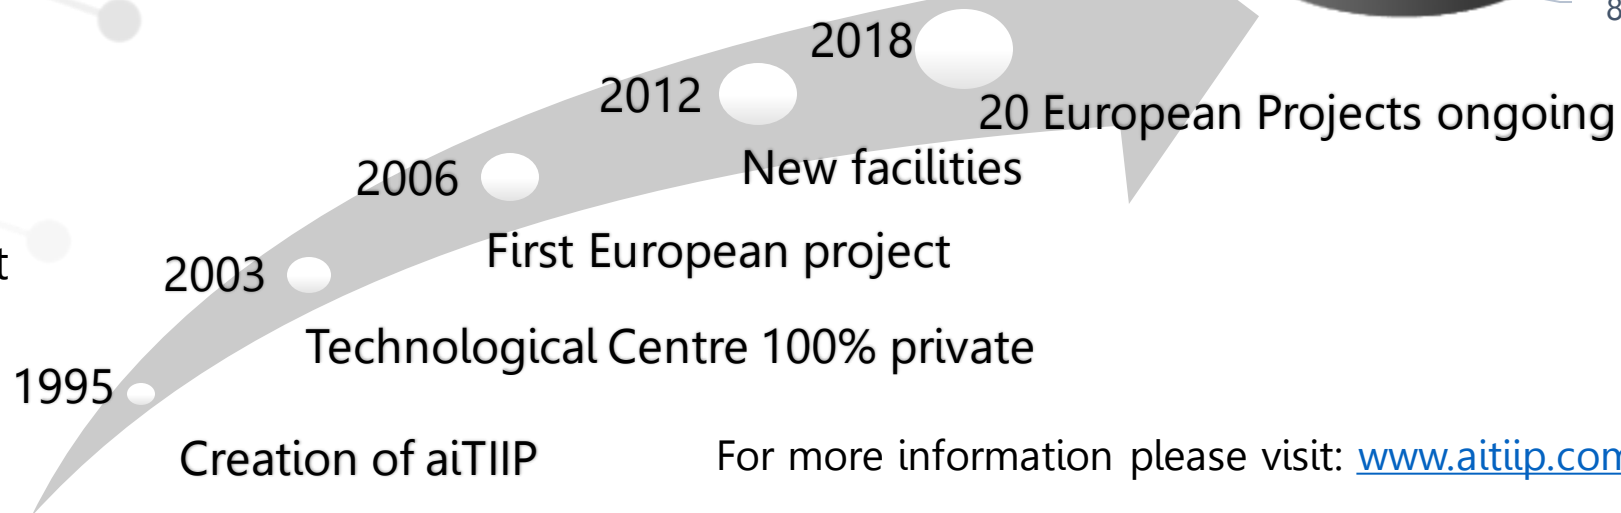 8
2018
2012
20 European Projects ongoing
2006
New facilities
First European project
t
2003
Technological Centre 100% private
1995
Creation of aiTIIP
For more information please visit: www.aitiip.com